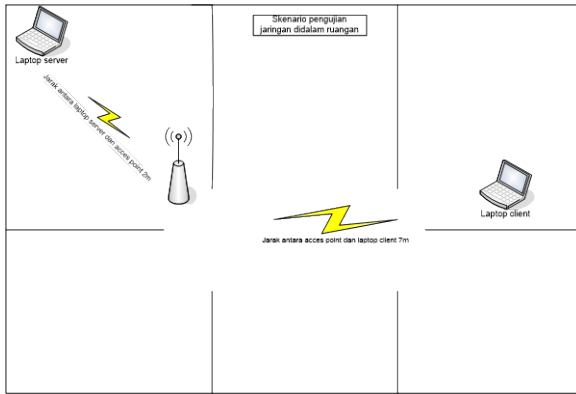 Skenario pengujian
jaringan didalam ruangan
Laptop server
Jarak antara laptop server dan acces point 2m
Laptop client
Jarak antara acces point dan laptop client 7m